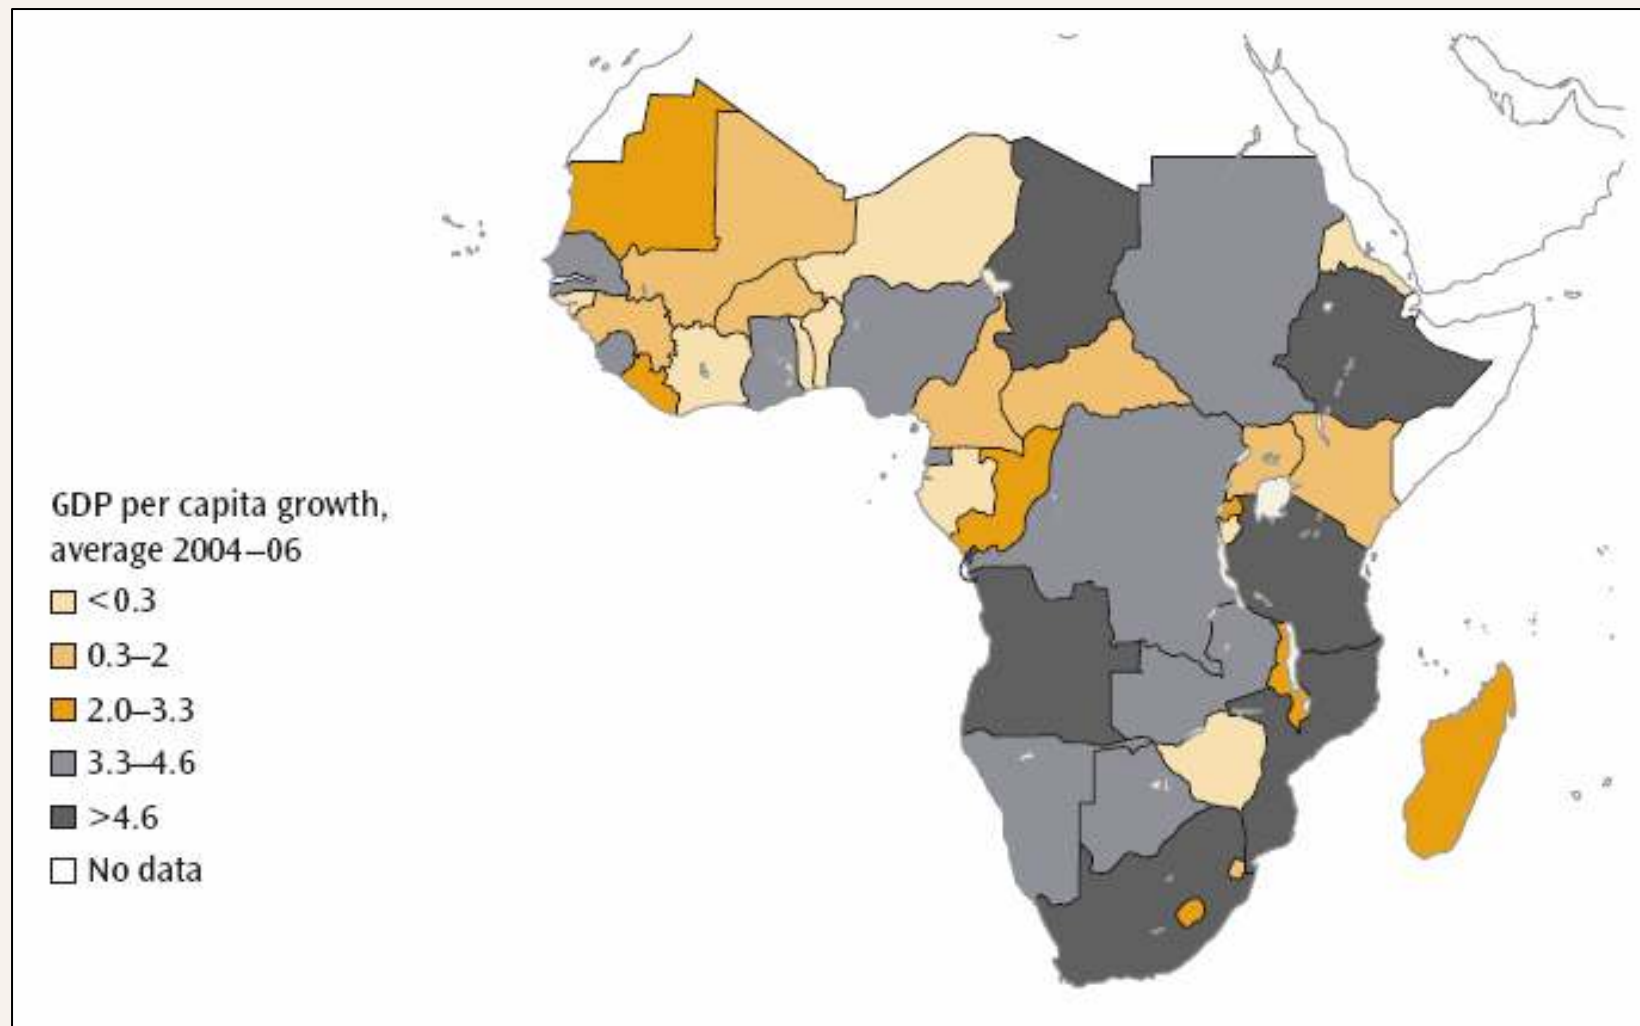 GDP per capita growth,
average 2004–06
<0.3
0.3–2
2.0–3.3
3.3–4.6
>4.6
No data